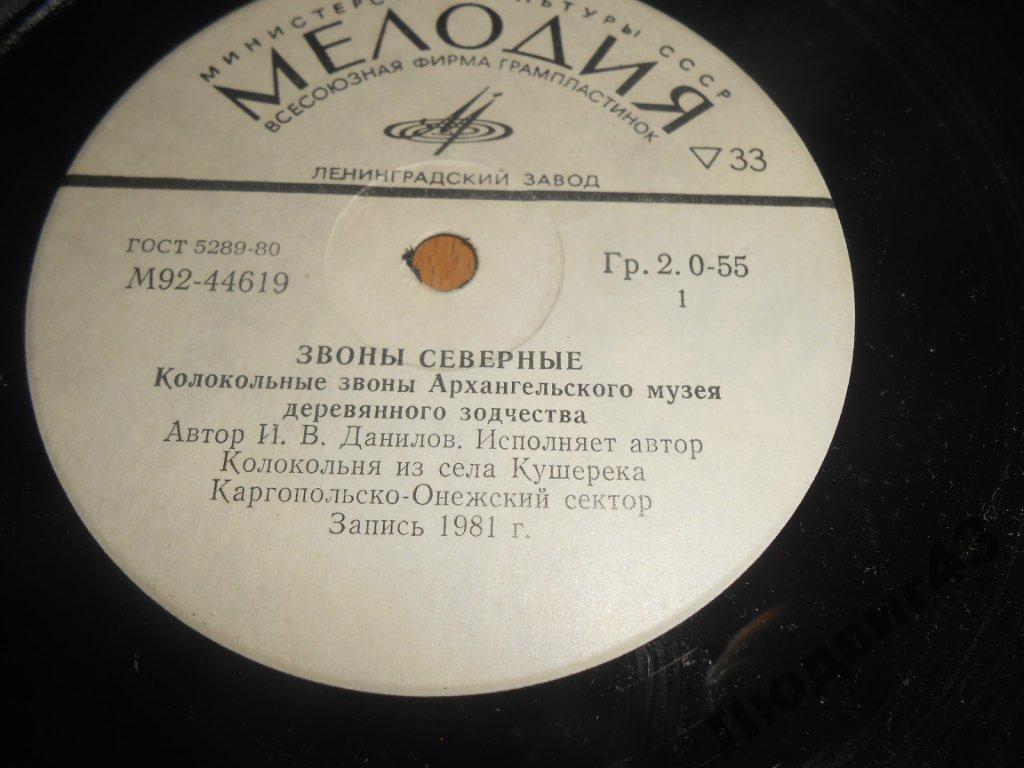 МИНИСТЕРСТВО КУЛЬТУРЫ СССР
МЕЛОДИЯ
ВСЕСОЮЗНАЯ ФИРМА ГРАМПЛАСТИНОК
▽33
ЛЕНИНГРАДСКИЙ ЗАВОД
ГОСТ 5289-80
М92-44619
Гр. 2. 0-55
1
ЗВОНЫ СЕВЕРНЫЕ
Колокольные звоны Архангельского музея
деревянного зодчества
Автор И. В. Данилов. Исполняет автор
Колокольня из села Кушерека
Каргопольско-Онежский сектор
Запись 1981 г.
Людвиг43